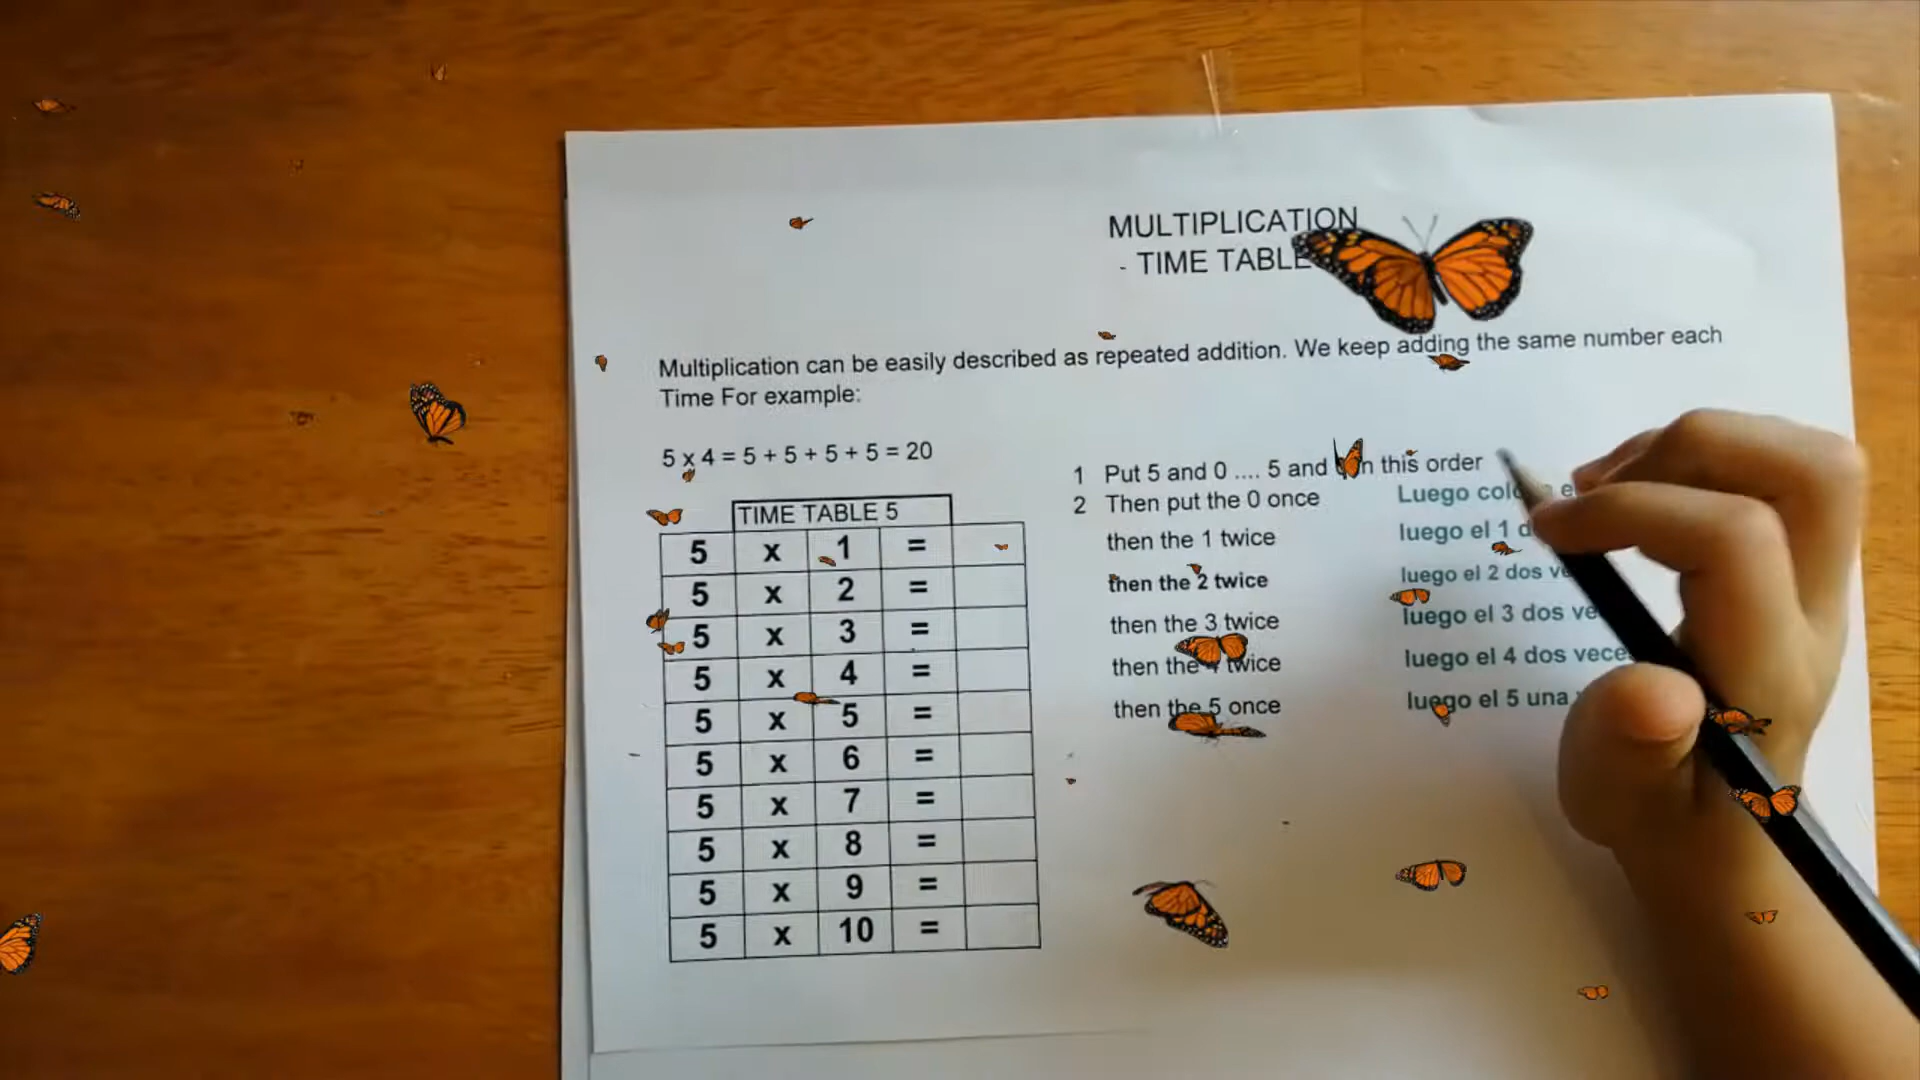 MULTIPLICATION
- TIME TABLE
Multiplication can be easily described as repeated addition. We keep adding the same number each
Time For example:
5 x 4 = 5 + 5 + 5 + 5 = 20
TIME TABLE 5
5 x 1 =
5 x 2 =
5 x 3 =
5 x 4 =
5 x 5 =
5 x 6 =
5 x 7 =
5 x 8 =
5 x 9 =
5 x 10 =
1 Put 5 and 0 .... 5 and in this order
2 Then put the 0 once
then the 1 twice
then the 2 twice
then the 3 twice
then the 4 twice
then the 5 once
Luego
luego el 1
luego el 2 dos
luego el 3 dos
luego el 4 dos
luego el 5 una